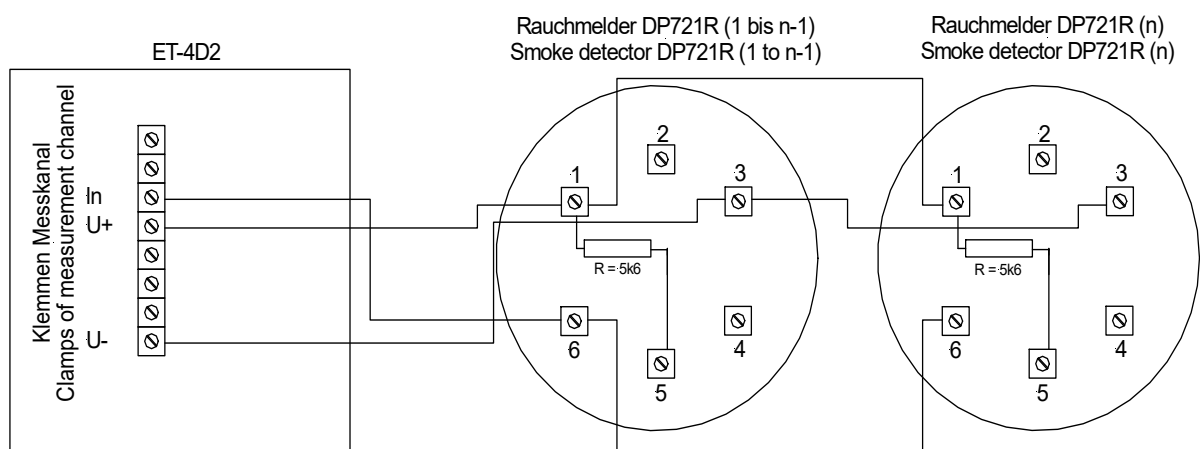 ET-4D2
Klemmen Messkanal
Clamps of measurement channel
In
U+
U-
Rauchmelder DP721R (1 bis n-1)
Smoke detector DP721R (1 to n-1)
1
2
3
R = 5k6
6
4
5
Rauchmelder DP721R (n)
Smoke detector DP721R (n)
1
2
3
R = 5k6
6
4
5